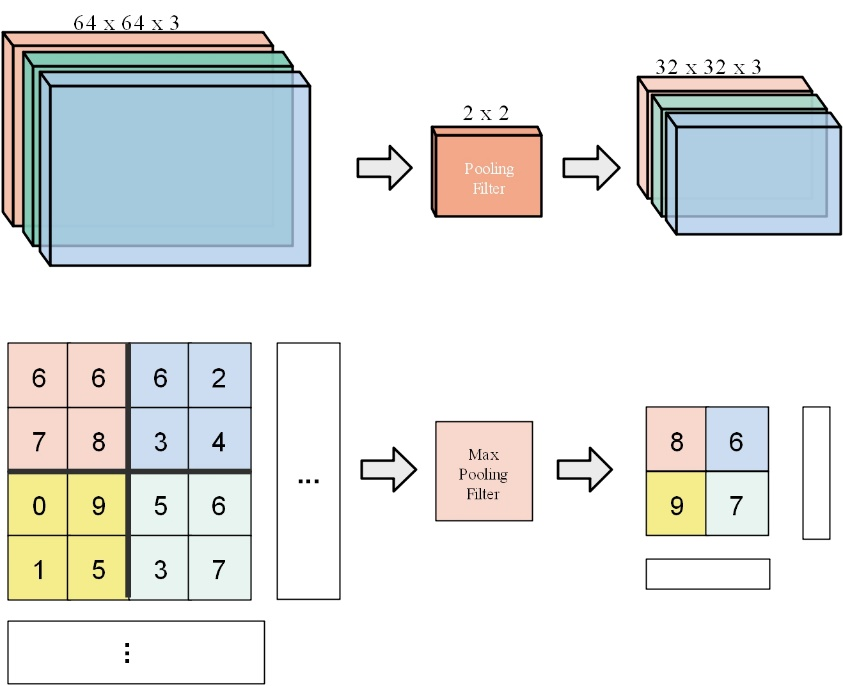 64 x 64 x 3
32 x 32 x 3
2 x 2
Pooling
Filter
6 6 6 2
7 8 3 4
0 9 5 6
1 5 3 7
...
⋮
Max
Pooling
Filter
8 6
9 7